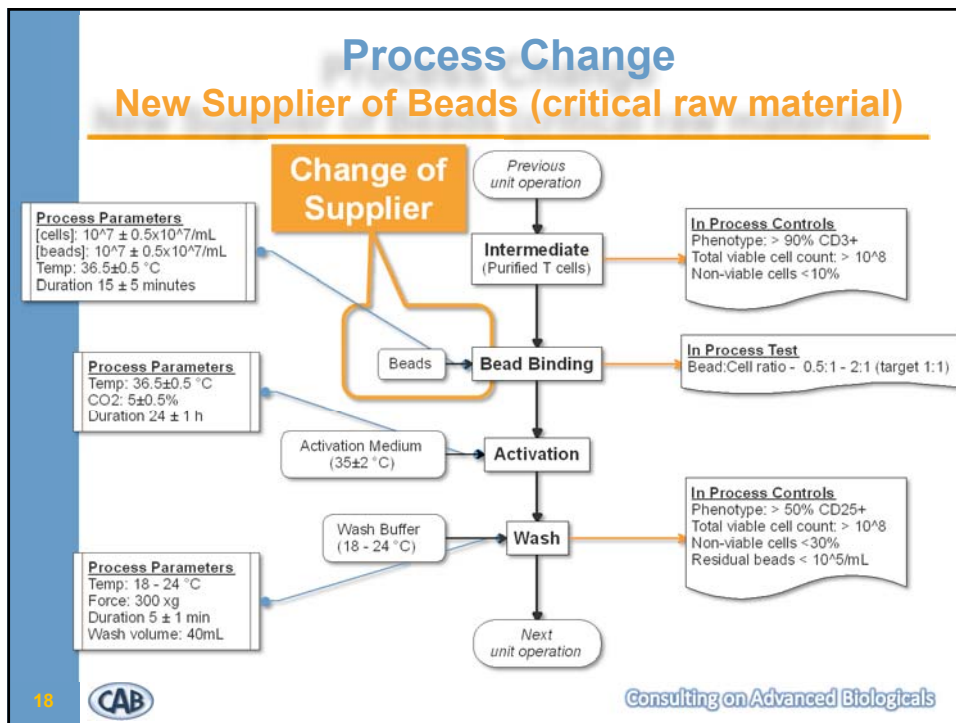 Process Change
New Supplier of Beads (critical raw material)
Change of
Supplier
Previous
unit operation
Process Parameters
[cells]: 10^7 ± 0.5x10^7/mL
[beads]: 10^7 ± 0.5x10^7/mL
Temp: 36.5±0.5 °C
Duration 15 ± 5 minutes
Intermediate
(Purified T cells)
In Process Controls
Phenotype: > 90% CD3+
Total viable cell count: > 10^8
Non-viable cells <10%
Beads
Bead Binding
In Process Test
Bead:Cell ratio - 0.5:1 - 2:1 (target 1:1)
Process Parameters
Temp: 36.5±0.5 °C
CO2: 5±0.5%
Duration 24 ± 1 h
Activation Medium
(35±2 °C)
Activation
Wash Buffer
(18 - 24 °C)
Wash
In Process Controls
Phenotype: > 50% CD25+
Total viable cell count: > 10^8
Non-viable cells <30%
Residual beads < 10^5/mL
Process Parameters
Temp: 18 - 24 °C
Force: 300 xg
Duration 5 ± 1 min
Wash volume: 40mL
Next
unit operation
18
CAB
Consulting on Advanced Biologicals